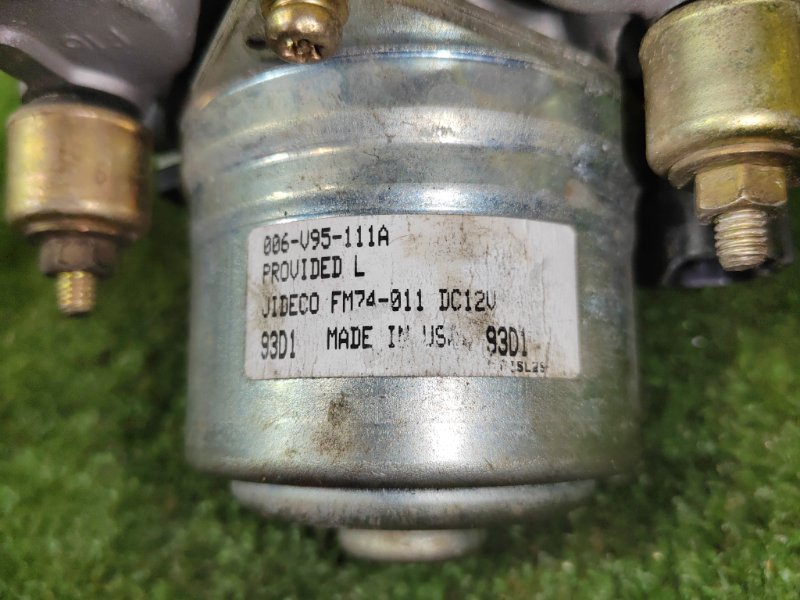 006-V95-111A
PROVIDED L
JIDECO FM74-011 DC12V
93D1 MADE IN USA 93D1